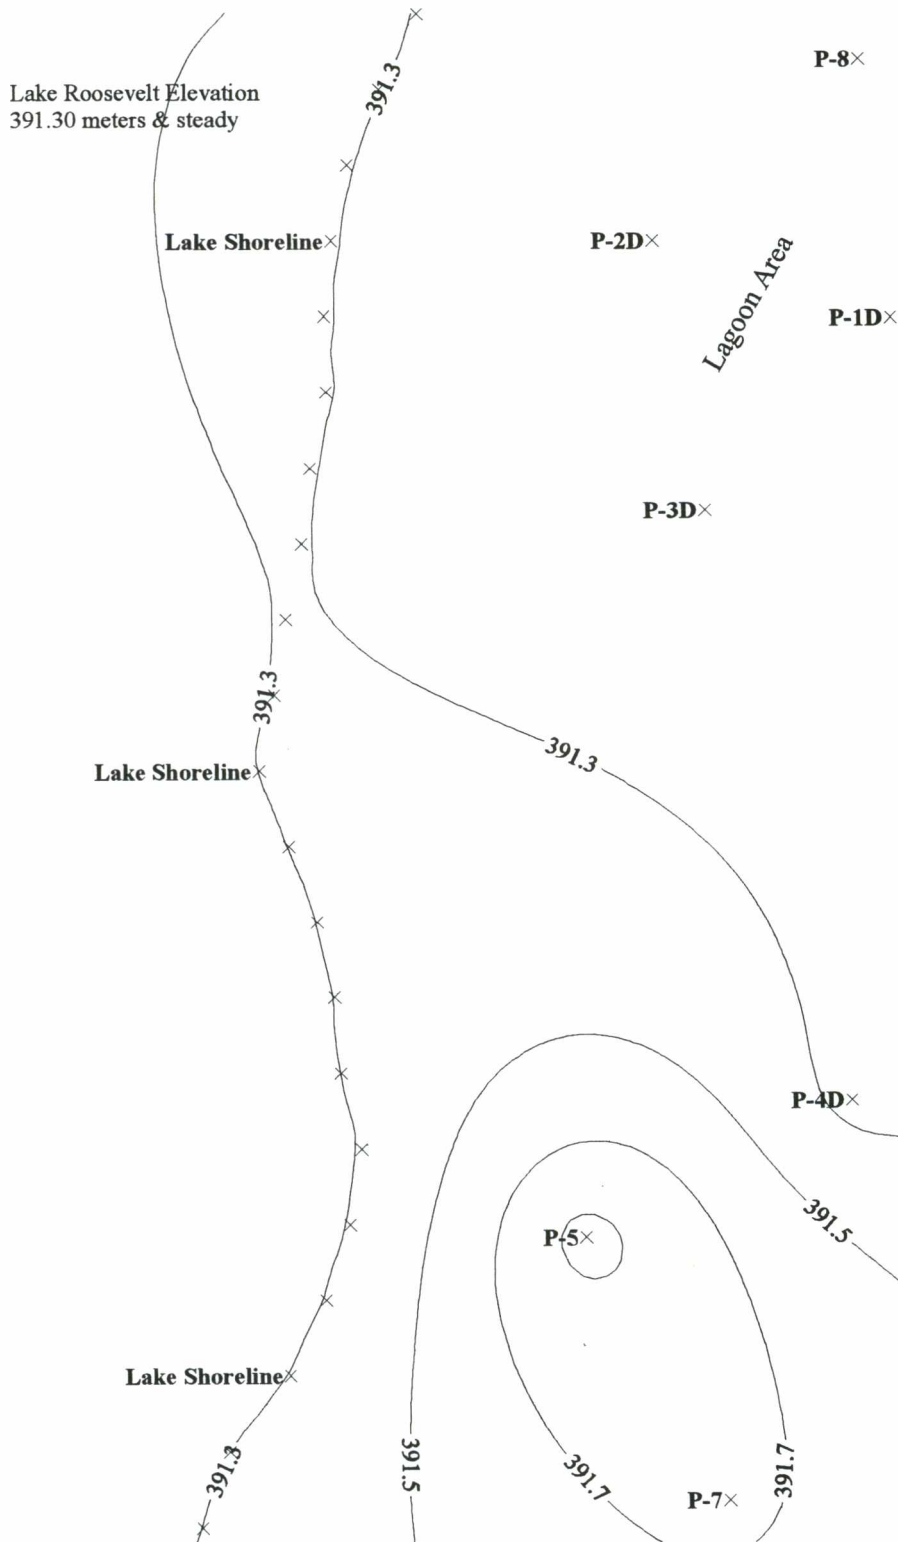 391.3
P-8
Lake Roosevelt Elevation
391.30 meters & steady
Lake Shoreline
P-2D
Lagoon Area
P-1D
P-3D
391.3
391.3
Lake Shoreline
P-4D
391.5
P-5
Lake Shoreline
391.3
391.5
391.7
391.7
P-7